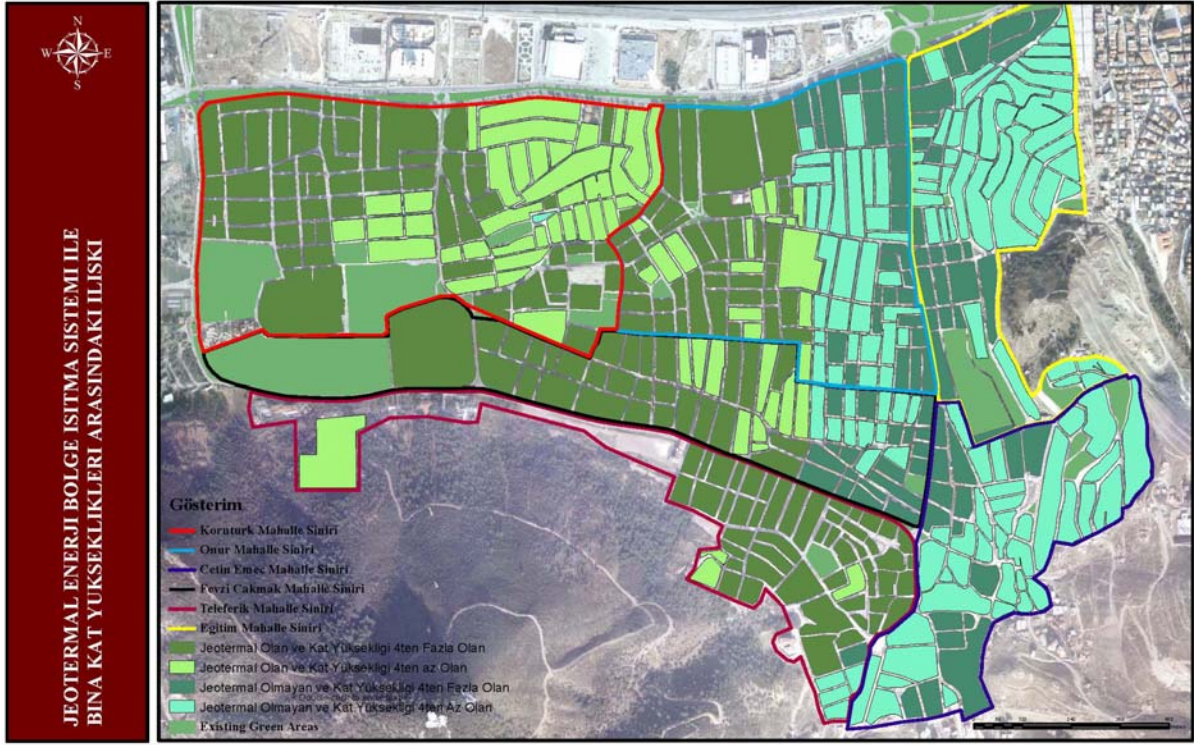 N
W E
S
JEOTERMAL ENERJI BOLGE ISITMA SISTEMI ILE
BINA KAT YUKSEKLIKLERI ARASINDAKI ILISKI
Gösterim
Koruturk Mahalle Siniri
Onur Mahalle Siniri
Cetin Emec Mahalle Siniri
Fevzi Cakmak Mahalle Siniri
Teleferik Mahalle Siniri
Egitim Mahalle Siniri
Jeotermal Olan ve Kat Yüksekligi 4ten Fazla Olan
Jeotermal Olan ve Kat Yüksekligi 4ten az Olan
Jeotermal Olmayan ve Kat Yüksekligi 4ten Fazla Olan
Jeotermal Olmayan ve Kat Yüksekligi 4ten Az Olan
Existing Green Areas